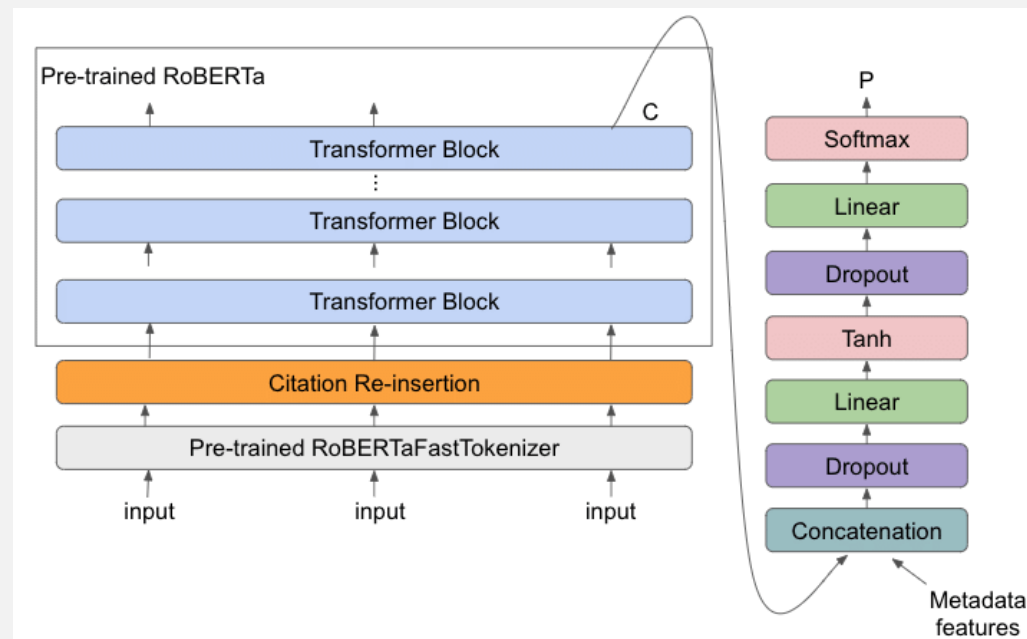 Pre-trained RoBERTa
C
Transformer Block
⋮
Transformer Block
Transformer Block
Citation Re-insertion
Pre-trained RoBERTaFastTokenizer
input input input
P
Softmax
Linear
Dropout
Tanh
Linear
Dropout
Concatenation
Metadata
features